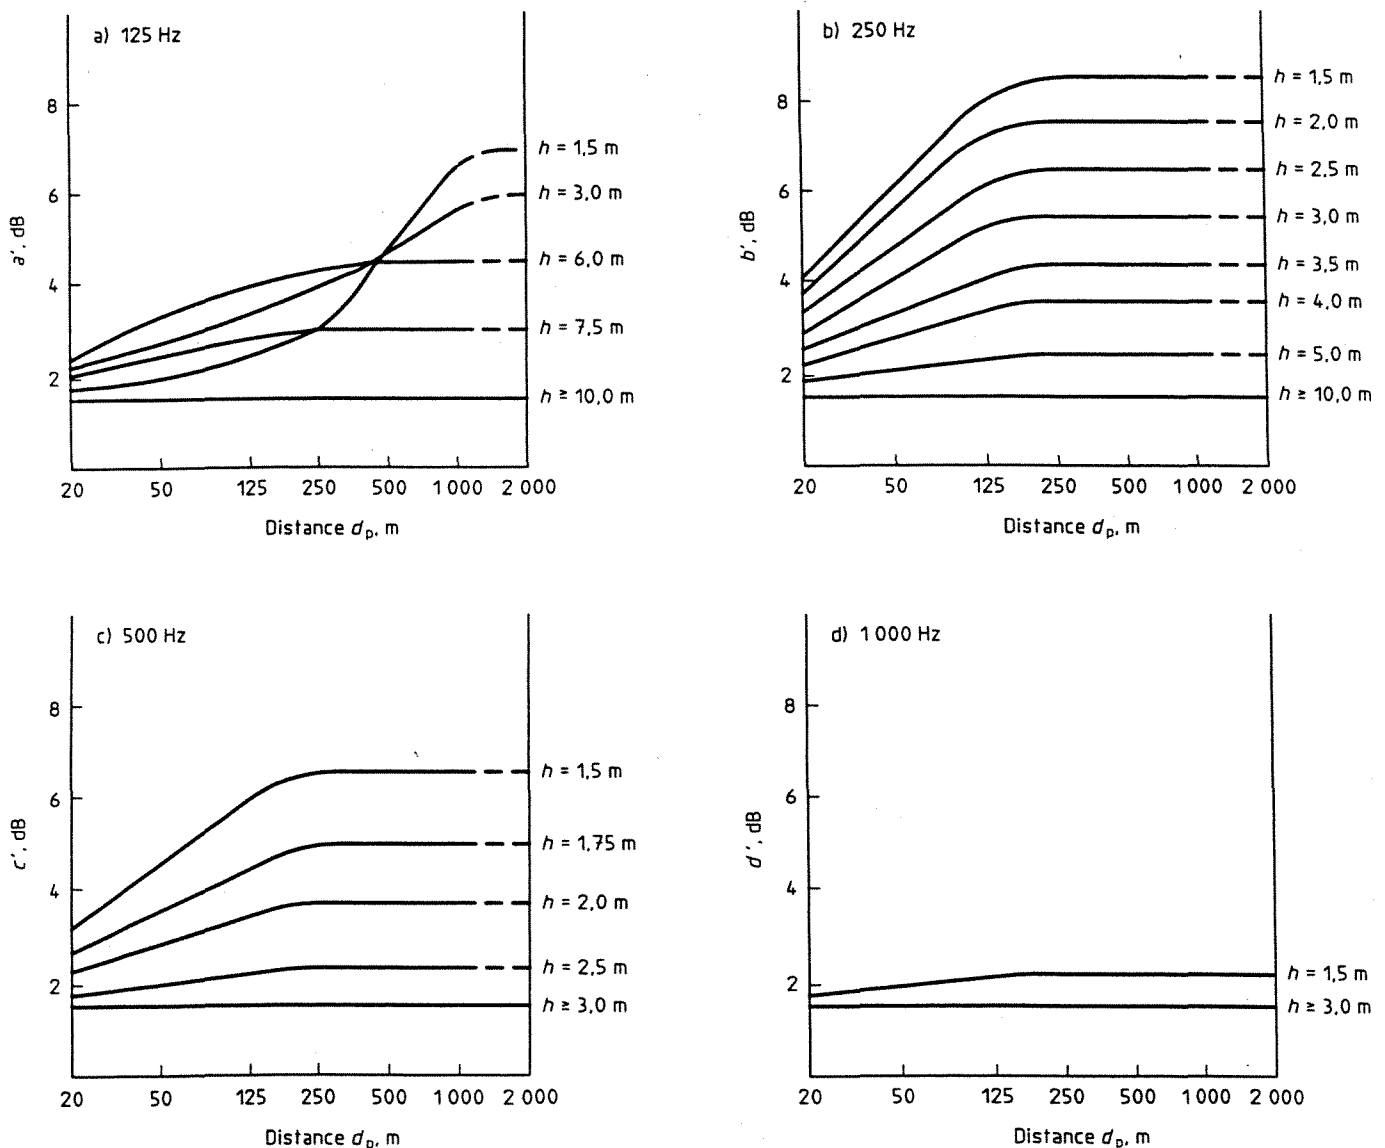 a) 125 Hz
8
6
4
2
a', dB
h = 1,5 m
h = 3,0 m
h = 6,0 m
h = 7,5 m
h ≥ 10,0 m
20 50 125 250 500 1 000 2 000
Distance dp, m
b) 250 Hz
8
6
4
2
b', dB
h = 1,5 m
h = 2,0 m
h = 2,5 m
h = 3,0 m
h = 3,5 m
h = 4,0 m
h = 5,0 m
h ≥ 10,0 m
20 50 125 250 500 1 000 2 000
Distance dp, m
c) 500 Hz
8
6
4
2
c', dB
h = 1,5 m
h = 1,75 m
h = 2,0 m
h = 2,5 m
h ≥ 3,0 m
20 50 125 250 500 1 000 2 000
Distance dp, m
d) 1 000 Hz
8
6
4
2
d', dB
h = 1,5 m
h ≥ 3,0 m
20 50 125 250 500 1 000 2 000
Distance dp, m